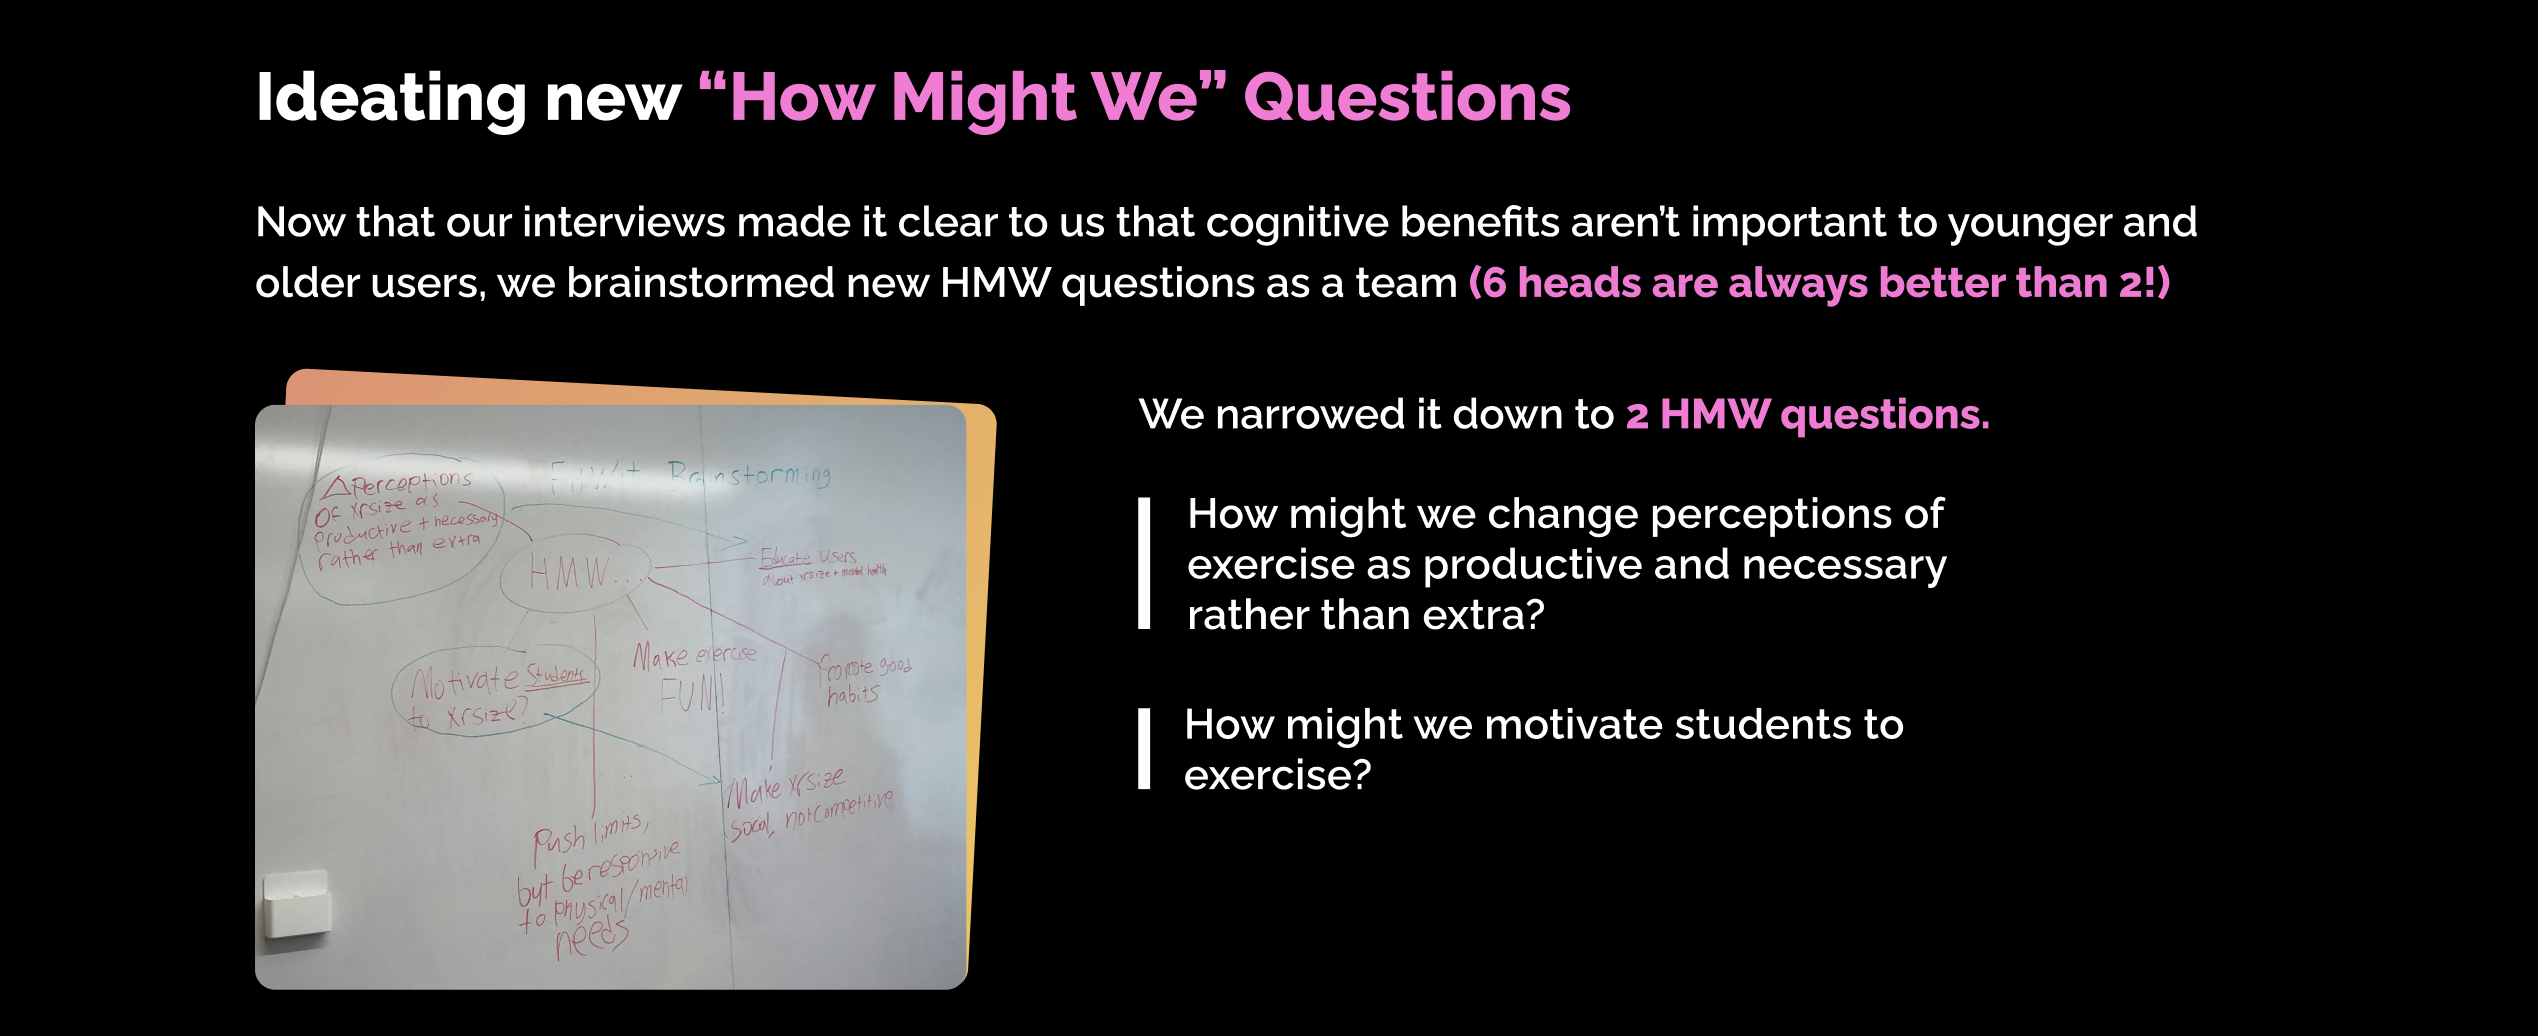 Ideating new “How Might We” Questions
Now that our interviews made it clear to us that cognitive benefits aren’t important to younger and
older users, we brainstormed new HMW questions as a team (6 heads are always better than 2!)
△Perceptions
Of xrsize as
productive + necessary
rather than extra
Brainstorming
HMW...
Educate Users
about xrsize + mental health
Motivate Students
to xrsize?
Make exercise
FUN!
Promote good
habits
Make xrsize
social, not competitive
Push limits,
but be responsive
to physical/mental
needs
We narrowed it down to 2 HMW questions.
How might we change perceptions of
exercise as productive and necessary
rather than extra?
How might we motivate students to
exercise?